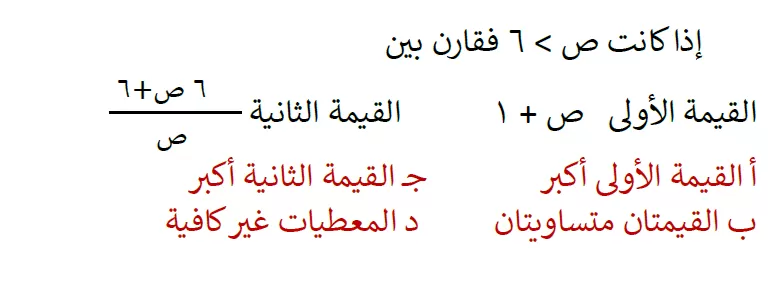 إذا كانت ص > ٦ فقارن بين
القيمة الأولى ص + ١ القيمة الثانية ٦ ص+٦
ص
أ القيمة الأولى أكبر جـ القيمة الثانية أكبر
ب القيمتان متساويتان د المعطيات غير كافية